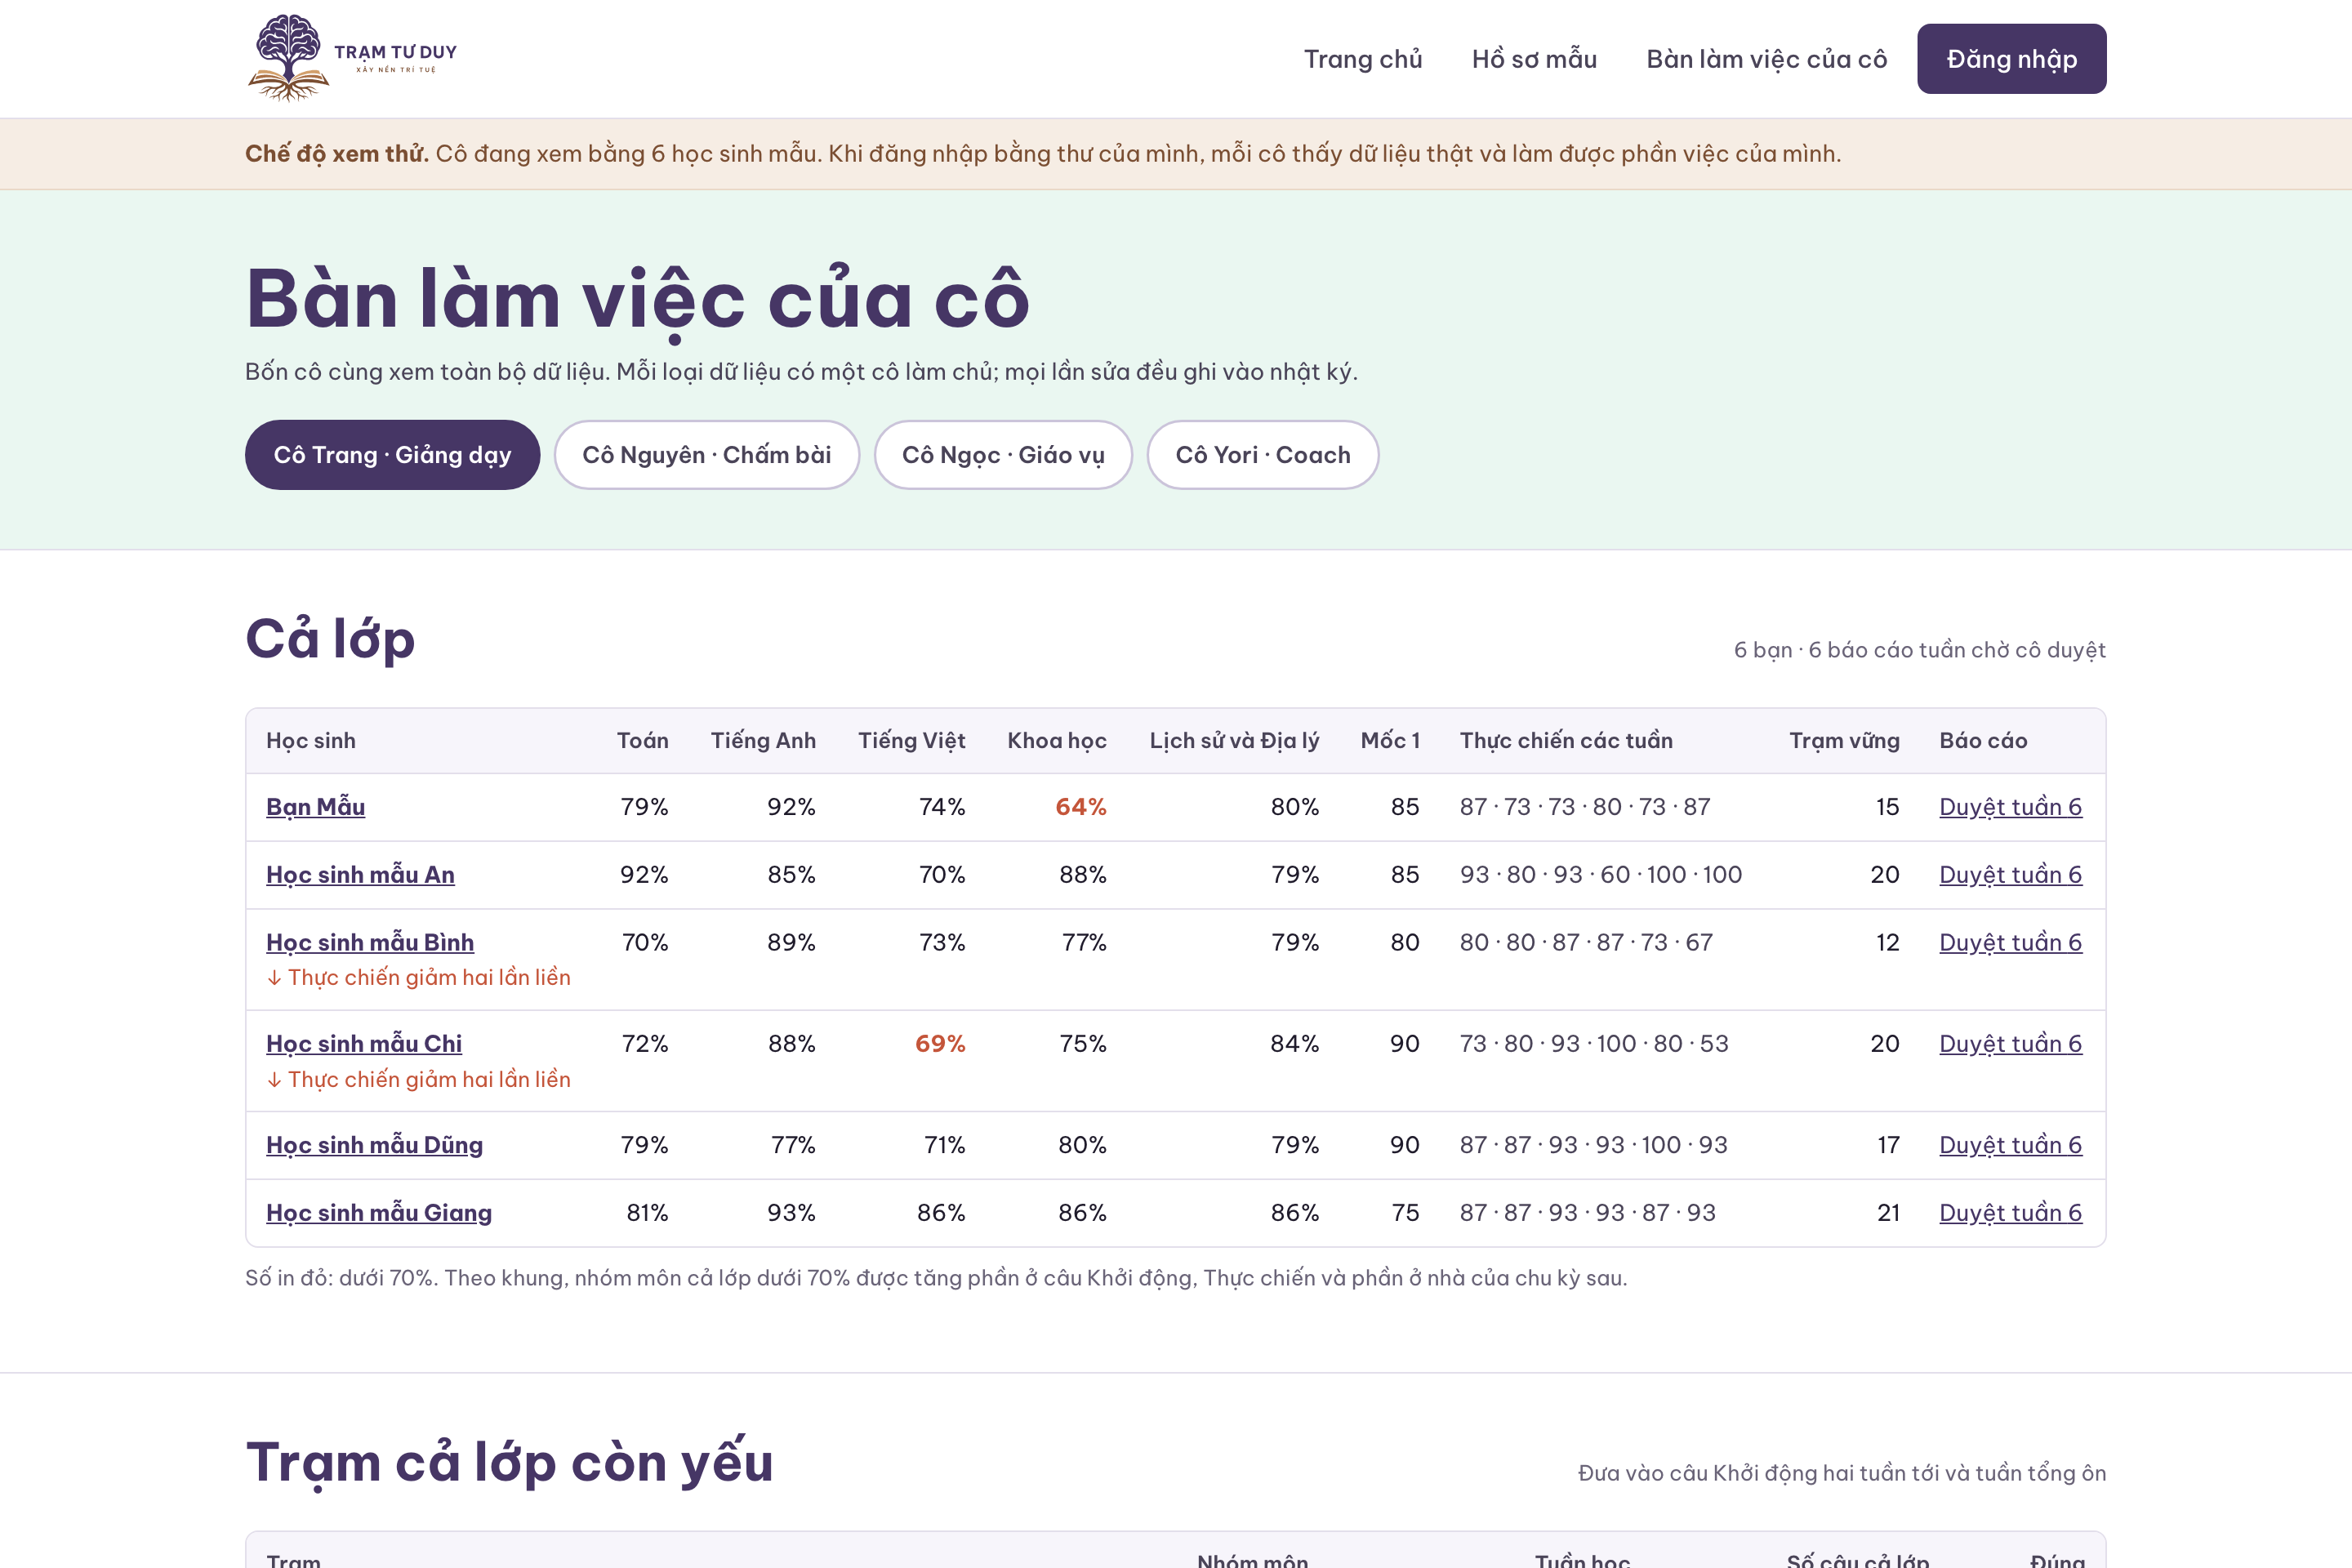 TRẠM TƯ DUY
XÂY NỀN TRÍ TUỆ
Trang chủ Hồ sơ mẫu Bàn làm việc của cô Đăng nhập
Chế độ xem thử. Cô đang xem bằng 6 học sinh mẫu. Khi đăng nhập bằng thư của mình, mỗi cô thấy dữ liệu thật và làm được phần việc của mình.
Bàn làm việc của cô
Bốn cô cùng xem toàn bộ dữ liệu. Mỗi loại dữ liệu có một cô làm chủ; mọi lần sửa đều ghi vào nhật ký.
Cô Trang · Giảng dạy Cô Nguyên · Chấm bài Cô Ngọc · Giáo vụ Cô Yori · Coach
Cả lớp
6 bạn · 6 báo cáo tuần chờ cô duyệt
Học sinh Toán Tiếng Anh Tiếng Việt Khoa học Lịch sử và Địa lý Mốc 1 Thực chiến các tuần Trạm vững Báo cáo
Bạn Mẫu 79% 92% 74% 64% 80% 85 87 · 73 · 73 · 80 · 73 · 87 15 Duyệt tuần 6
Học sinh mẫu An 92% 85% 70% 88% 79% 85 93 · 80 · 93 · 60 · 100 · 100 20 Duyệt tuần 6
Học sinh mẫu Bình 70% 89% 73% 77% 79% 80 80 · 80 · 87 · 87 · 73 · 67 12 Duyệt tuần 6
↓ Thực chiến giảm hai lần liền
Học sinh mẫu Chi 72% 88% 69% 75% 84% 90 73 · 80 · 93 · 100 · 80 · 53 20 Duyệt tuần 6
↓ Thực chiến giảm hai lần liền
Học sinh mẫu Dũng 79% 77% 71% 80% 79% 90 87 · 87 · 93 · 93 · 100 · 93 17 Duyệt tuần 6
Học sinh mẫu Giang 81% 93% 86% 86% 86% 75 87 · 87 · 93 · 93 · 87 · 93 21 Duyệt tuần 6
Số in đỏ: dưới 70%. Theo khung, nhóm môn cả lớp dưới 70% được tăng phần ở câu Khởi động, Thực chiến và phần ở nhà của chu kỳ sau.
Trạm cả lớp còn yếu
Đưa vào câu Khởi động hai tuần tới và tuần tổng ôn
Trạm Nhóm môn Tuần học Số câu cả lớp Đúng